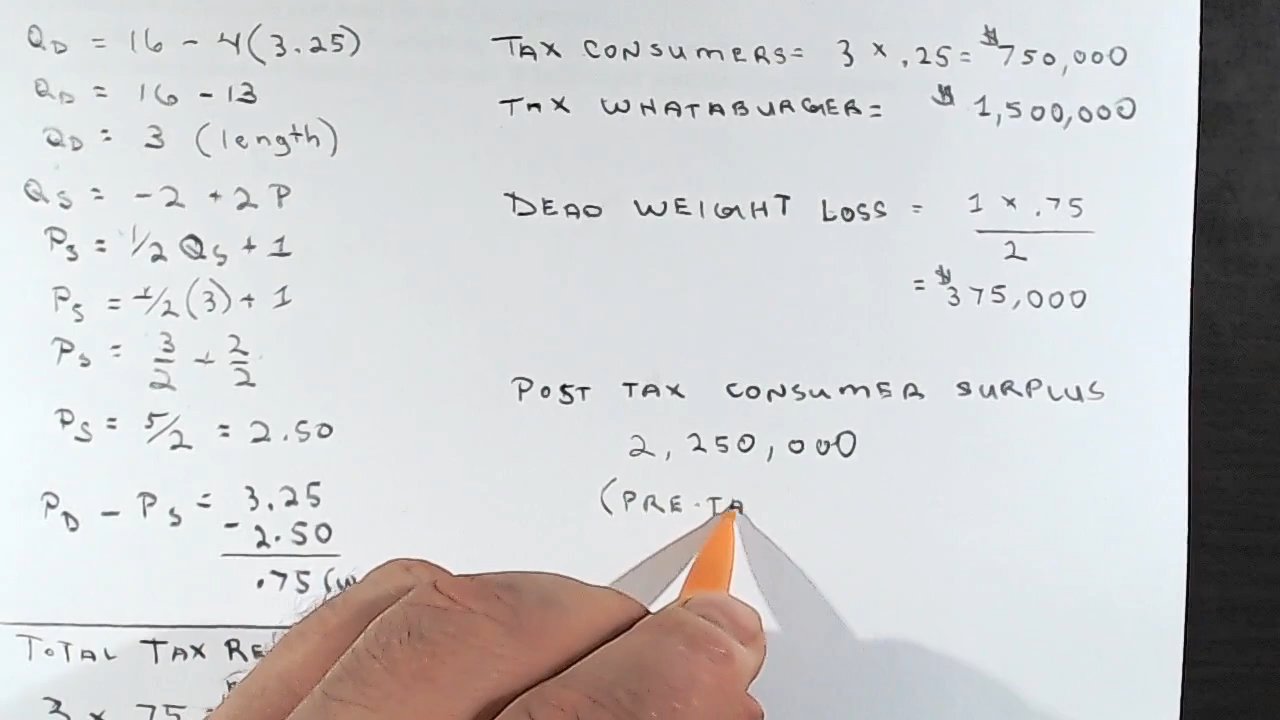 QD = 16 - 4(3.25)
QD = 16 - 13
QD = 3 (length)
QS = -2 + 2P
PS = 1/2 QS + 1
PS = 1/2(3) + 1
PS = 3/2 + 2/2
PS = 5/2 = 2.50
PD - PS = 3.25
- 2.50
.75
TOTAL TAX RE
3 x .75
TAX CONSUMERS = 3 x .25 = $750,000
TAX WHATABURGER = $1,500,000
DEAD WEIGHT LOSS = 1 x .75
2
= $375,000
POST TAX CONSUMER SURPLUS
2,250,000
(PRE-TA